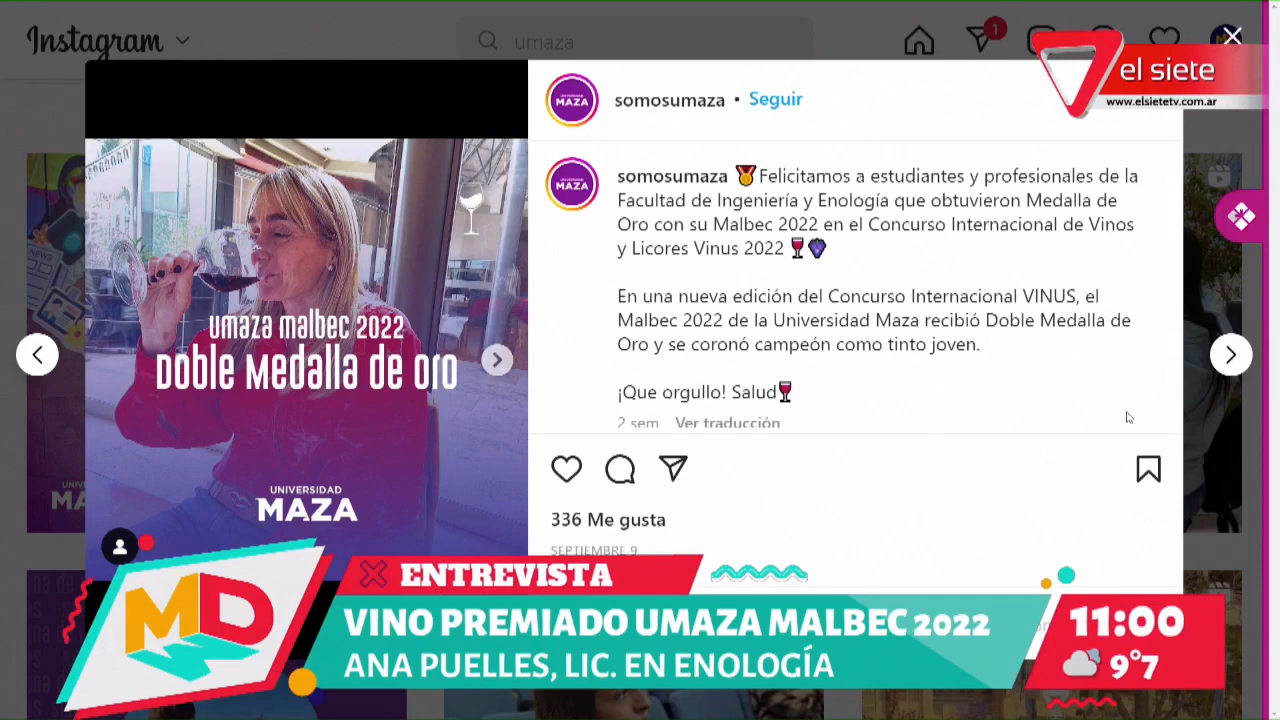 Instagram
umaza
1
el siete
www.elsietetv.com.ar
MAZA
somosumaza • Seguir
MAZA
somosumaza 🏅Felicitamos a estudiantes y profesionales de la
Facultad de Ingeniería y Enología que obtuvieron Medalla de
Oro con su Malbec 2022 en el Concurso Internacional de Vinos
y Licores Vinus 2022 🍷🍇
En una nueva edición del Concurso Internacional VINUS, el
Malbec 2022 de la Universidad Maza recibió Doble Medalla de
Oro y se coronó campeón como tinto joven.
¡Que orgullo! Salud🍷
2 sem Ver traducción
336 Me gusta
SEPTIEMBRE 9
NEWS
umaza malbec 2022
DOBLE MEDALLA DE ORO
UNIVERSIDAD
MAZA
MD
ENTREVISTA
VINO PREMIADO UMAZA MALBEC 2022
ANA PUELLES, LIC. EN ENOLOGÍA
11:00
9°7